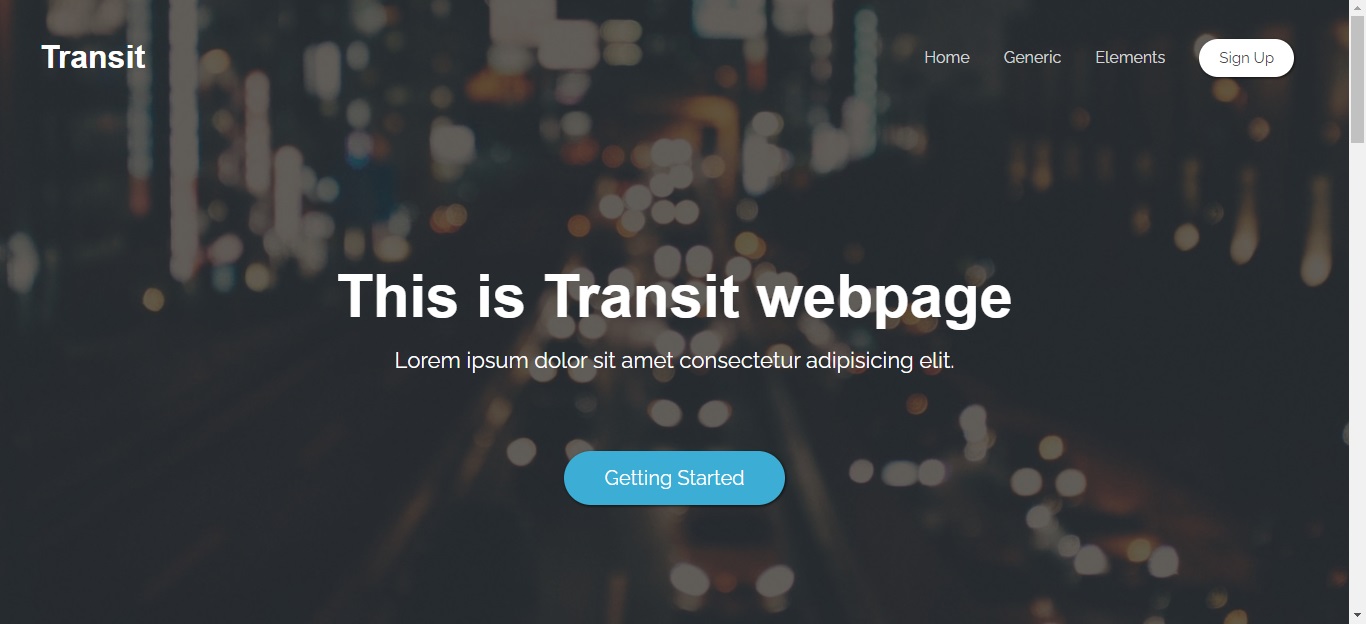 Transit
Home Generic Elements Sign Up
This is Transit webpage
Lorem ipsum dolor sit amet consectetur adipisicing elit.
Getting Started